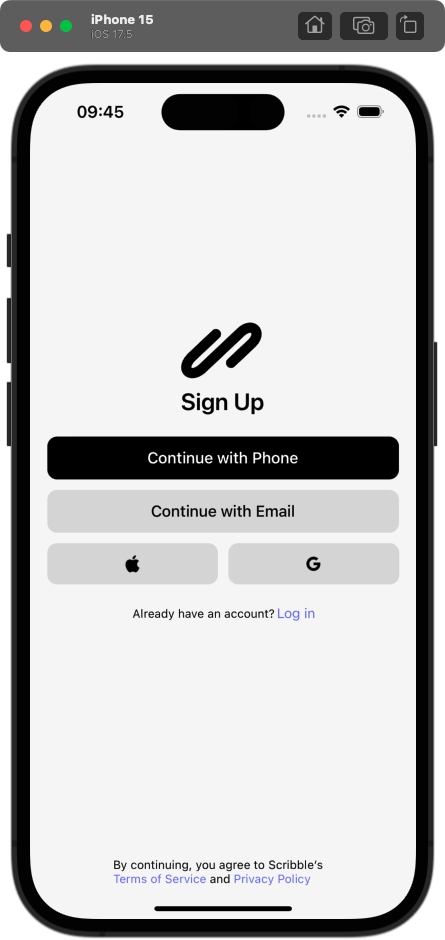 iPhone 15
iOS 17.5
09:45
Sign Up
Continue with Phone
Continue with Email
G
Already have an account? Log in
By continuing, you agree to Scribble's
Terms of Service and Privacy Policy